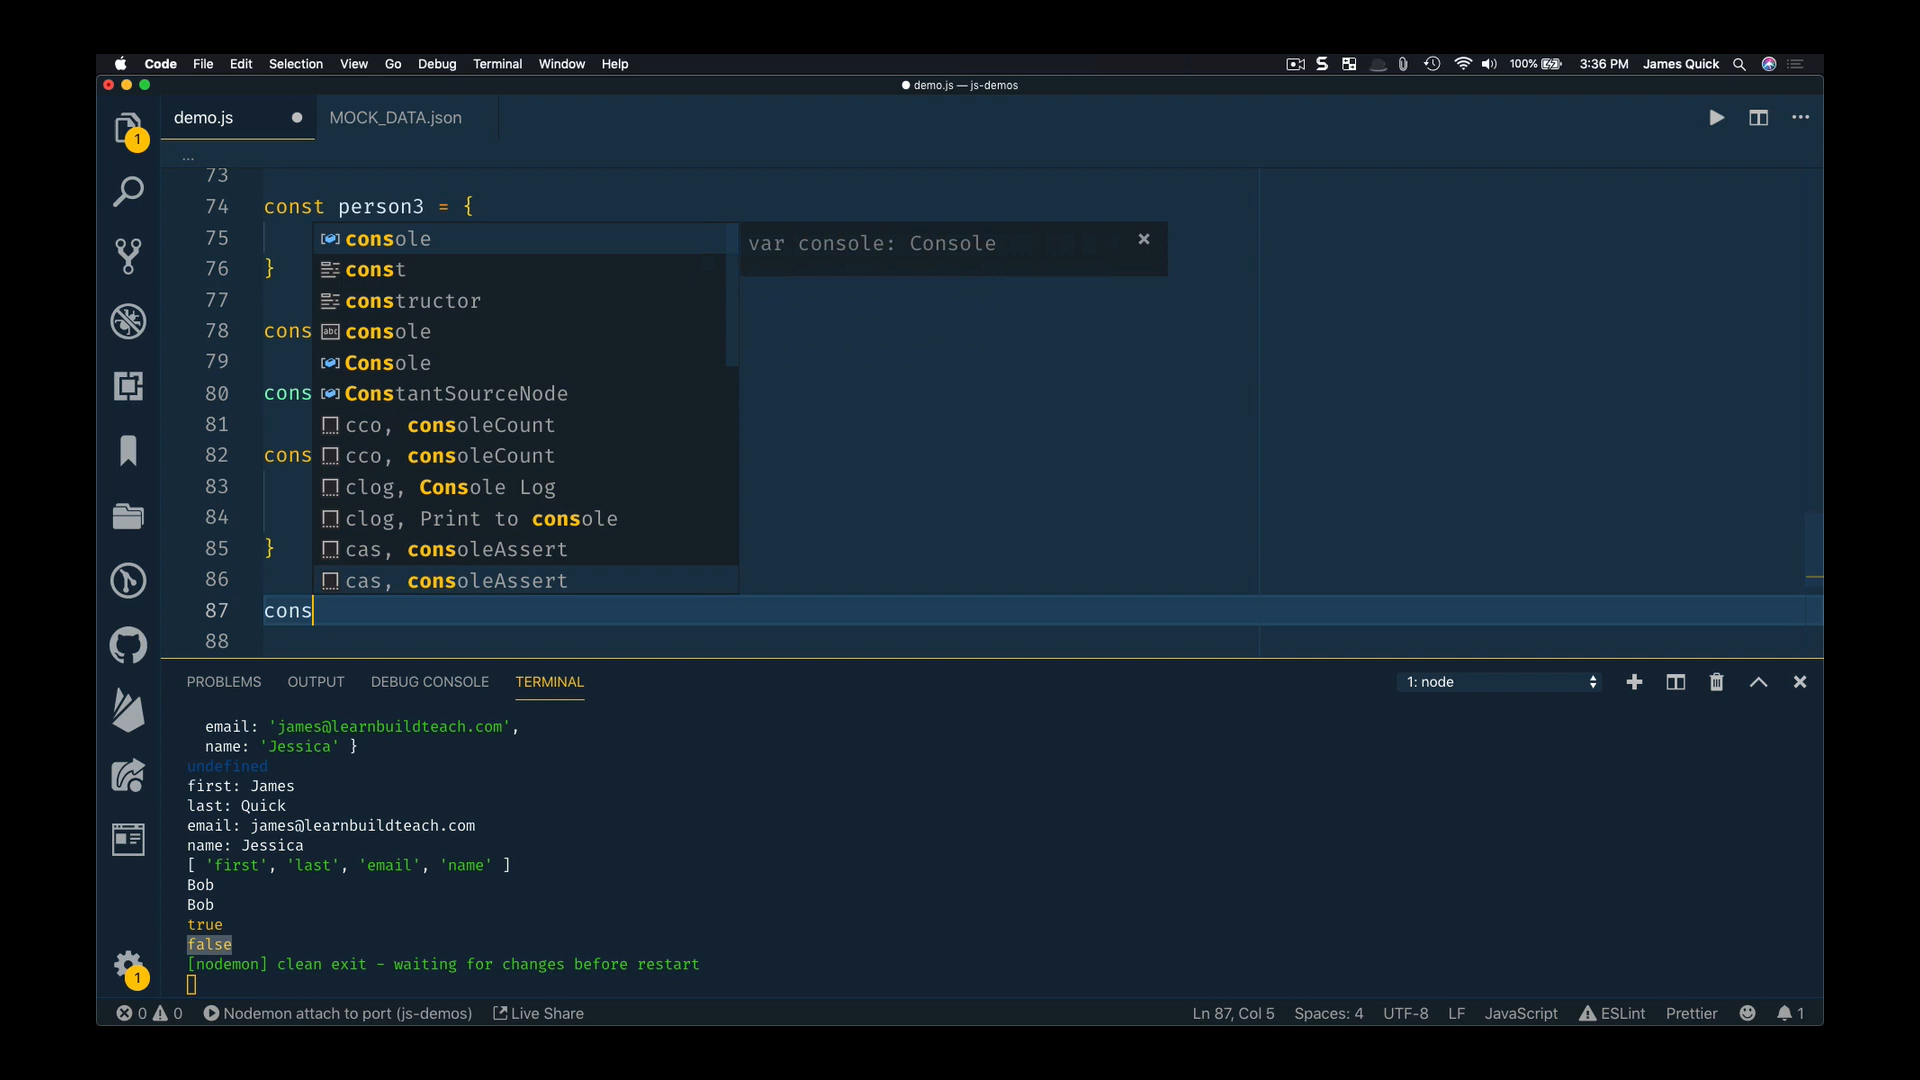 Code File Edit Selection View Go Debug Terminal Window Help 100% 3:36 PM James Quick
demo.js — js-demos
demo.js MOCK_DATA.json
...
73
74 const person3 = {
75 console var console: Console
const
76 }
77 constructor
78 cons console
79 Console
80 cons ConstantSourceNode
81 cco, consoleCount
82 cons cco, consoleCount
83 clog, Console Log
84 clog, Print to console
85 } cas, consoleAssert
86 cas, consoleAssert
87 cons
88
PROBLEMS OUTPUT DEBUG CONSOLE TERMINAL 1: node
email: 'james@learnbuildteach.com',
name: 'Jessica' }
undefined
first: James
last: Quick
email: james@learnbuildteach.com
name: Jessica
[ 'first', 'last', 'email', 'name' ]
Bob
Bob
true
false
[nodemon] clean exit - waiting for changes before restart
0 0 Nodemon attach to port (js-demos) Live Share Ln 87, Col 5 Spaces: 4 UTF-8 LF JavaScript ESLint Prettier 1